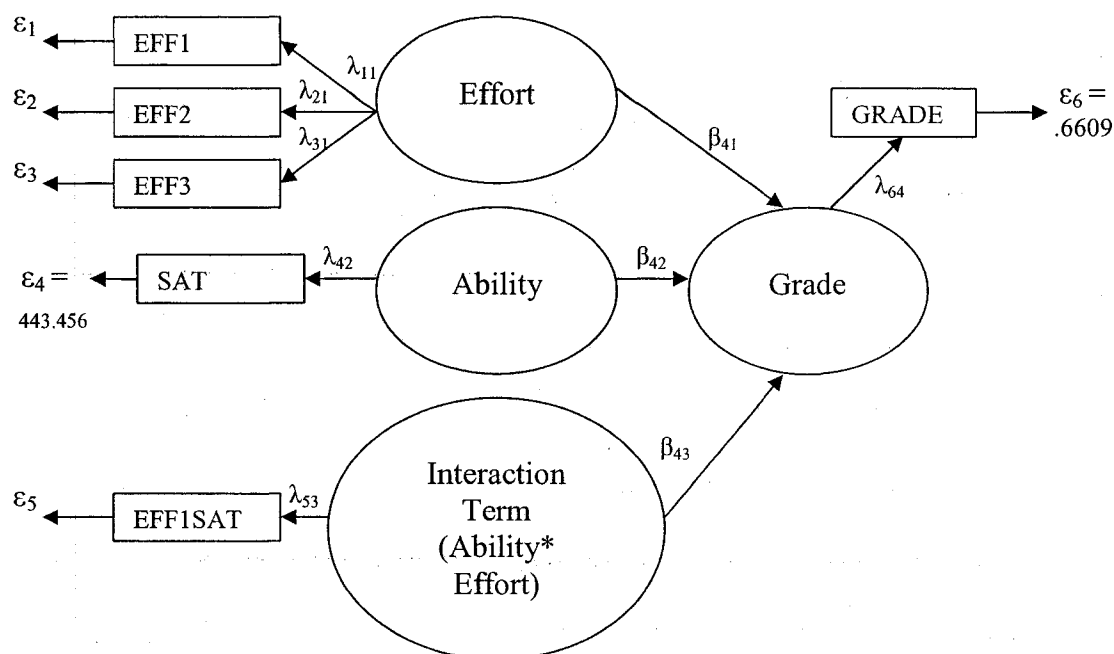 ε₁
EFF1
λ₁₁
Effort
ε₂
EFF2
λ₂₁
GRADE
ε₆ =
.6609
ε₃
EFF3
λ₃₁
β₄₁
λ₆₄
ε₄ =
443.456
SAT
λ₄₂
Ability
β₄₂
Grade
ε₅
EFF1SAT
λ₅₃
Interaction
Term
(Ability*
Effort)
β₄₃